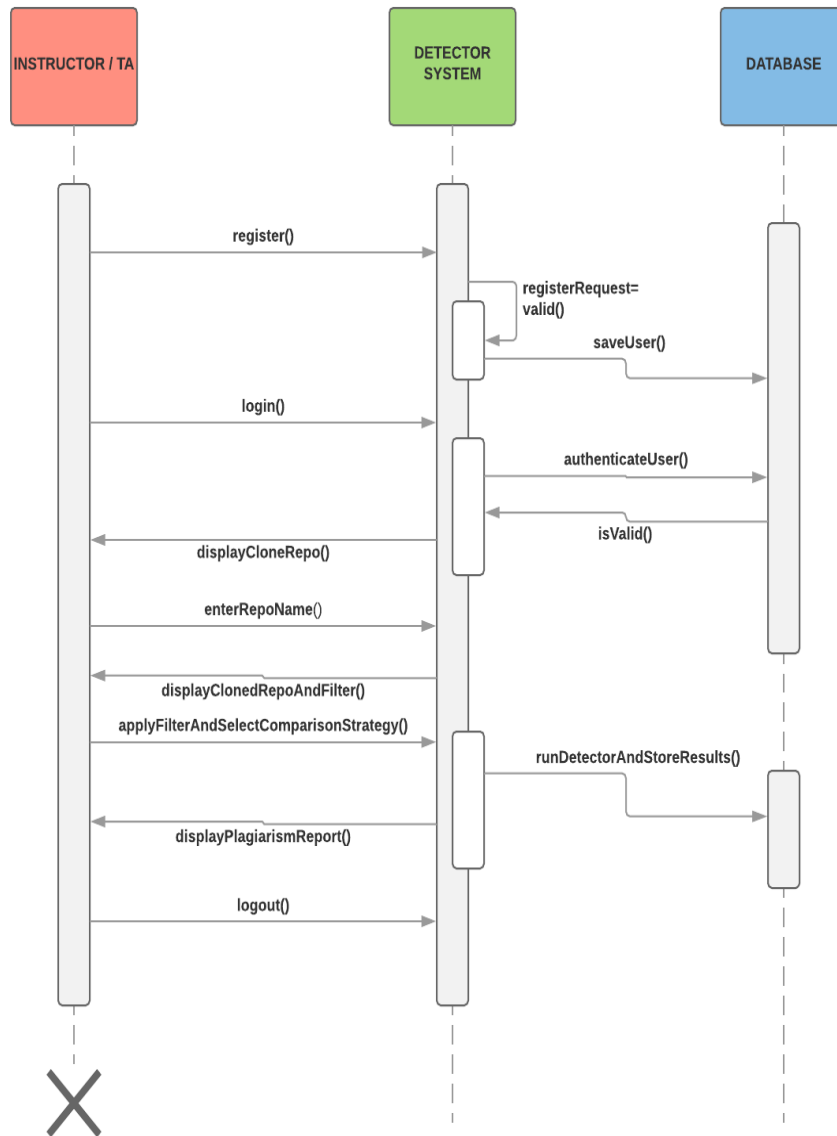 INSTRUCTOR / TA
DETECTOR
SYSTEM
DATABASE
register()
registerRequest=
valid()
saveUser()
login()
authenticateUser()
isValid()
displayCloneRepo()
enterRepoName()
displayClonedRepoAndFilter()
applyFilterAndSelectComparisonStrategy()
runDetectorAndStoreResults()
displayPlagiarismReport()
logout()